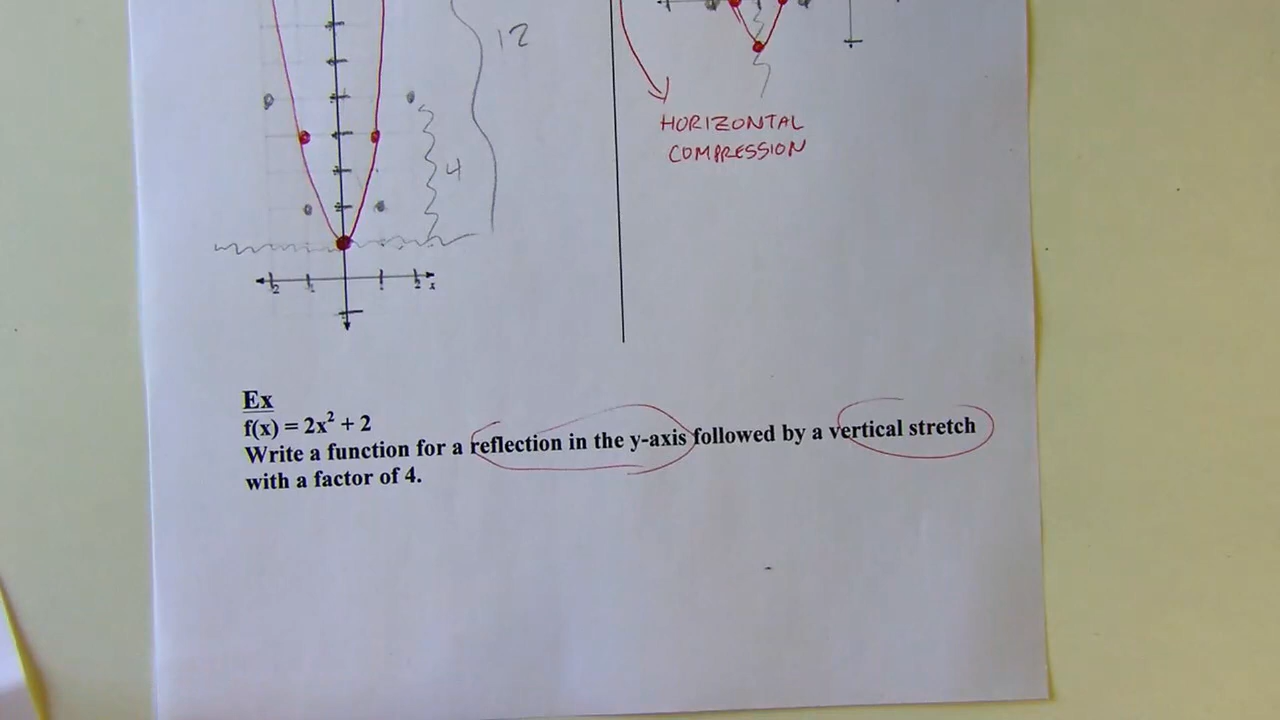 12
4
HORIZONTAL
COMPRESSION
x
Ex
f(x) = 2x² + 2
Write a function for a reflection in the y-axis followed by a vertical stretch
with a factor of 4.